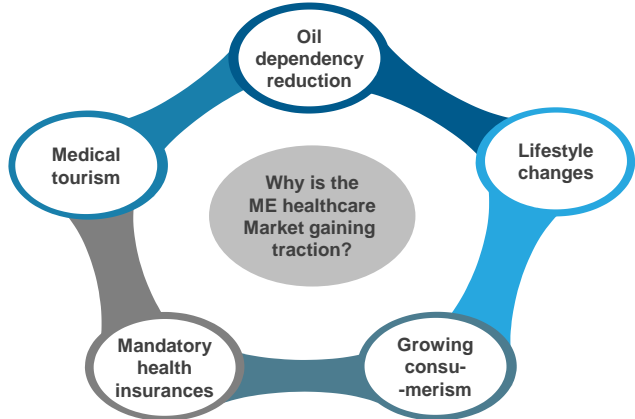 Oil
dependency
reduction
Medical
tourism
Lifestyle
changes
Why is the
ME healthcare
Market gaining
traction?
Mandatory
health
insurances
Growing
consu-
-merism